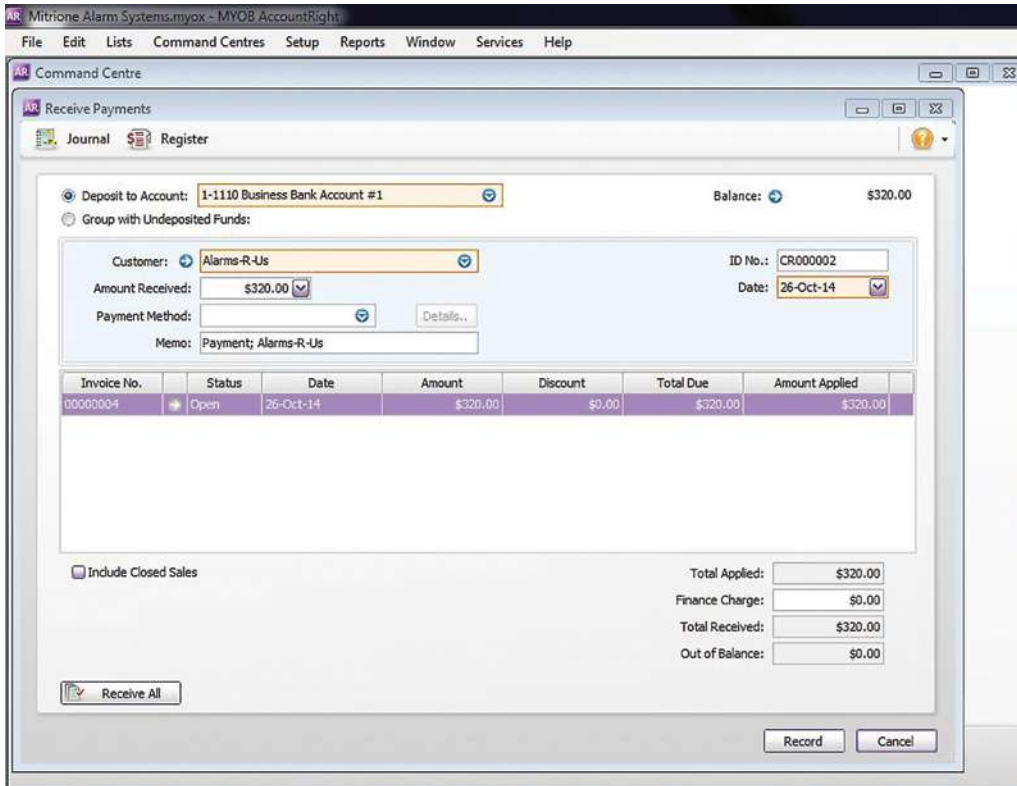 AR Mitrione Alarm Systems.myox - MYOB AccountRight
File Edit Lists Command Centres Setup Reports Window Services Help
AR Command Centre
AR Receive Payments
Journal Register
Deposit to Account: 1-1110 Business Bank Account #1 Balance: $320.00
Group with Undeposited Funds:
Customer: Alarms-R-Us ID No.: CR000002
Amount Received: $320.00 Date: 26-Oct-14
Payment Method: Details..
Memo: Payment; Alarms-R-Us
Invoice No. Status Date Amount Discount Total Due Amount Applied
00000004 Open 26-Oct-14 $320.00 $0.00 $320.00 $320.00
Include Closed Sales Total Applied: $320.00
Finance Charge: $0.00
Total Received: $320.00
Out of Balance: $0.00
Receive All
Record Cancel